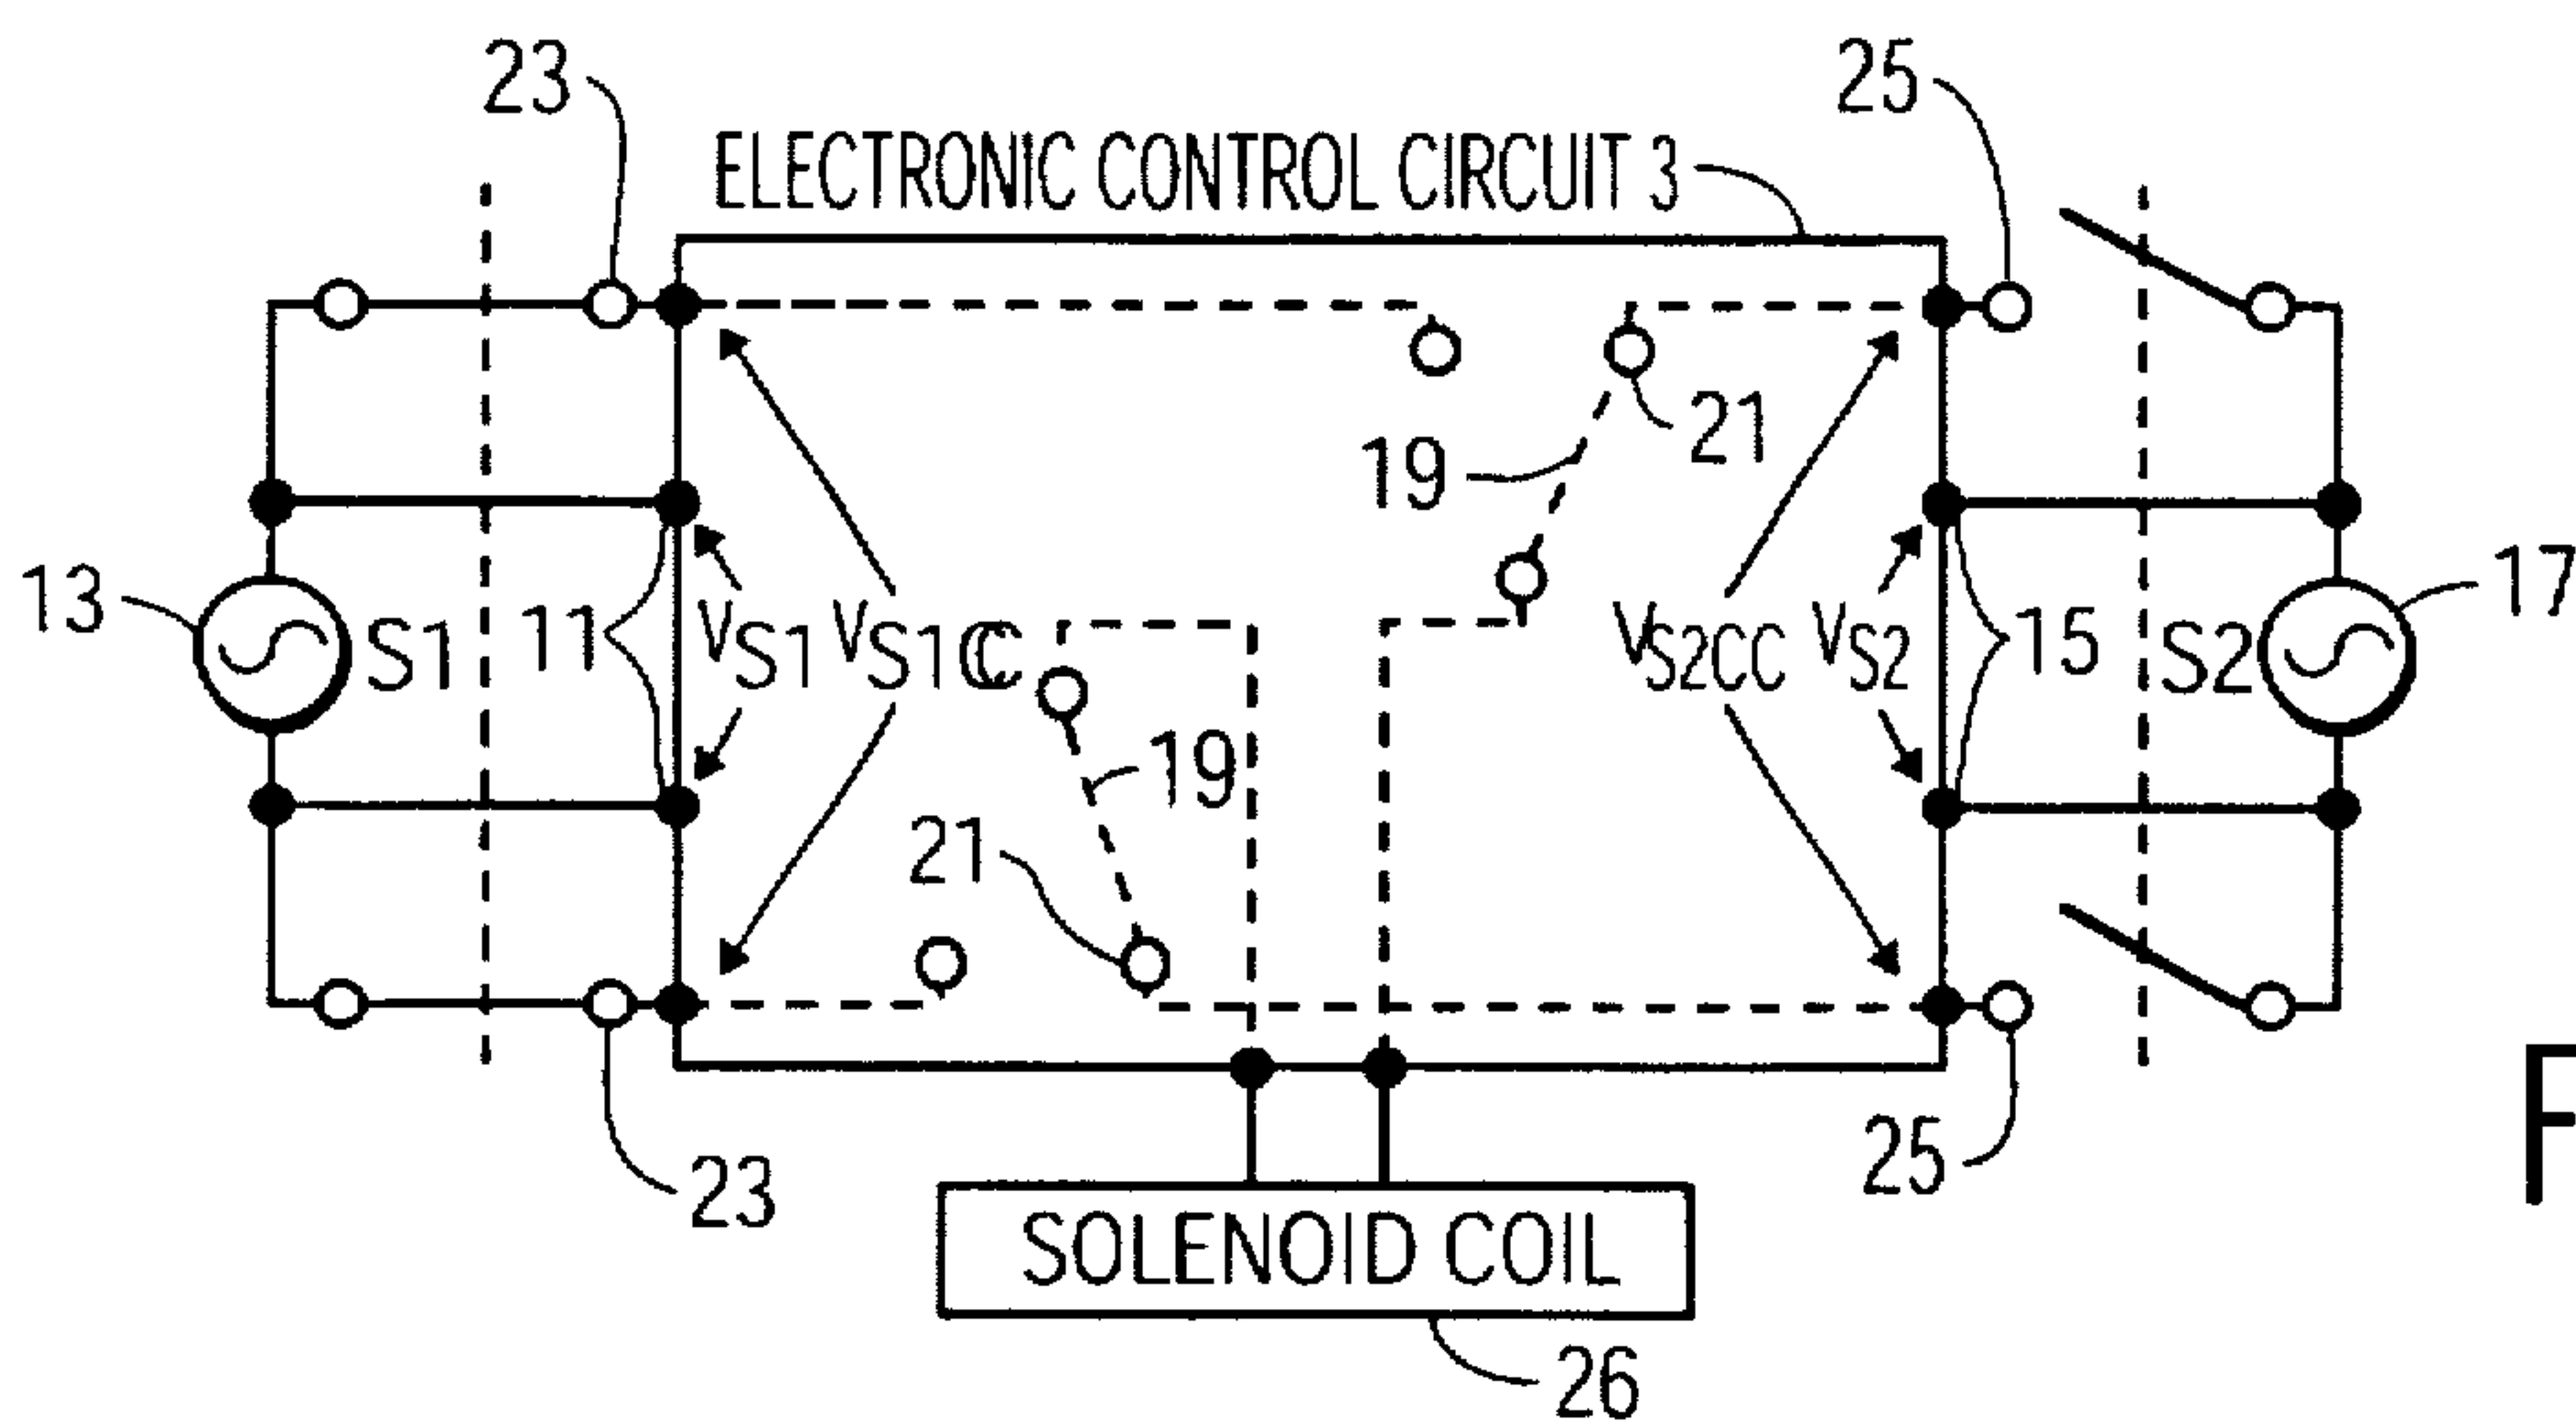 23
25
ELECTRONIC CONTROL CIRCUIT 3
21
19
13
S1
11
VS1
VS1CC
VS2CC
VS2
15
S2
17
19
21
23
25
SOLENOID COIL
26
F